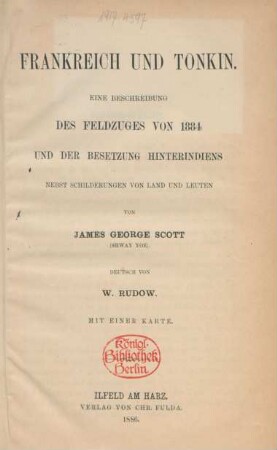 FRANKREICH UND TONKIN.
EINE BESCHREIBUNG
DES FELDZUGES VON 1884
UND DER BESETZUNG HINTERINDIENS
NEBST SCHILDERUNGEN VON LAND UND LEUTEN
VON
JAMES GEORGE SCOTT
(SHWAY YOE).
DEUTSCH VON
W. RUDOW.
MIT EINER KARTE.
Königl.
Bibliothek
Berlin
ILFELD AM HARZ.
VERLAG VON CHR. FULDA.
1886.